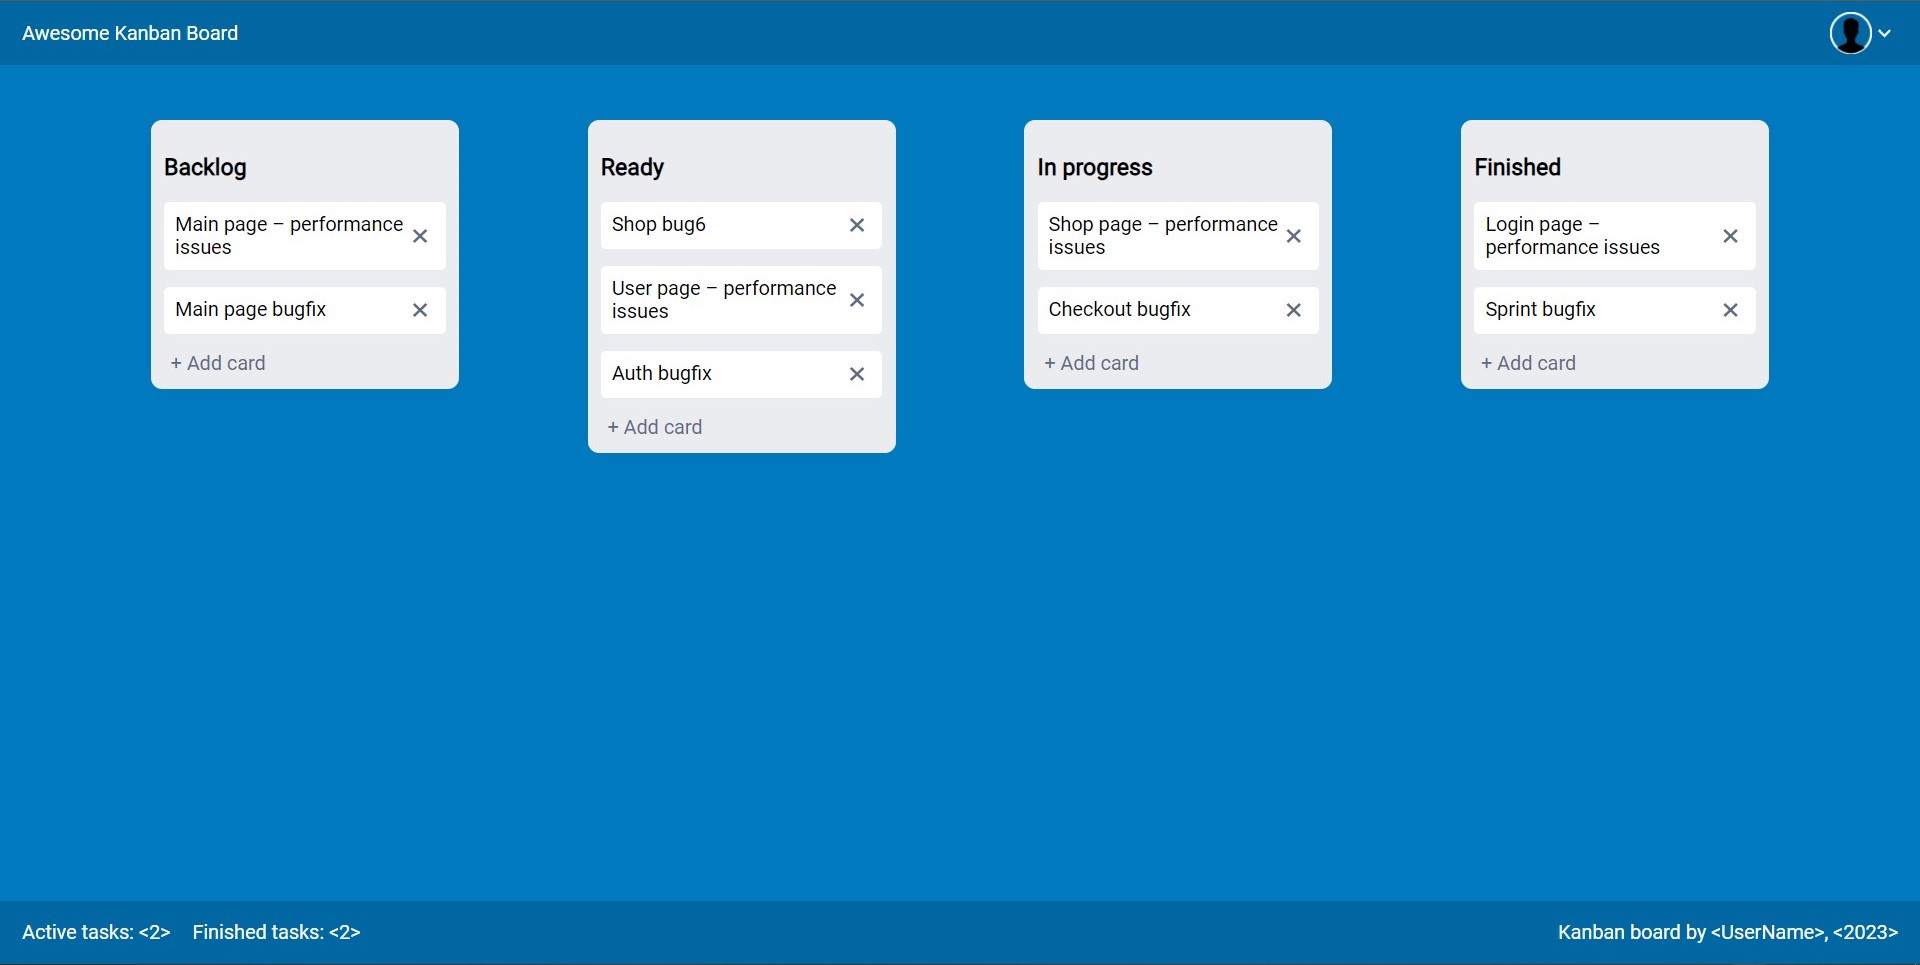 Awesome Kanban Board
Backlog
Main page – performance
issues
Main page bugfix
+ Add card
Ready
Shop bug6
User page – performance
issues
Auth bugfix
+ Add card
In progress
Shop page – performance
issues
Checkout bugfix
+ Add card
Finished
Login page –
performance issues
Sprint bugfix
+ Add card
Active tasks: <2> Finished tasks: <2>
Kanban board by <UserName>, <2023>